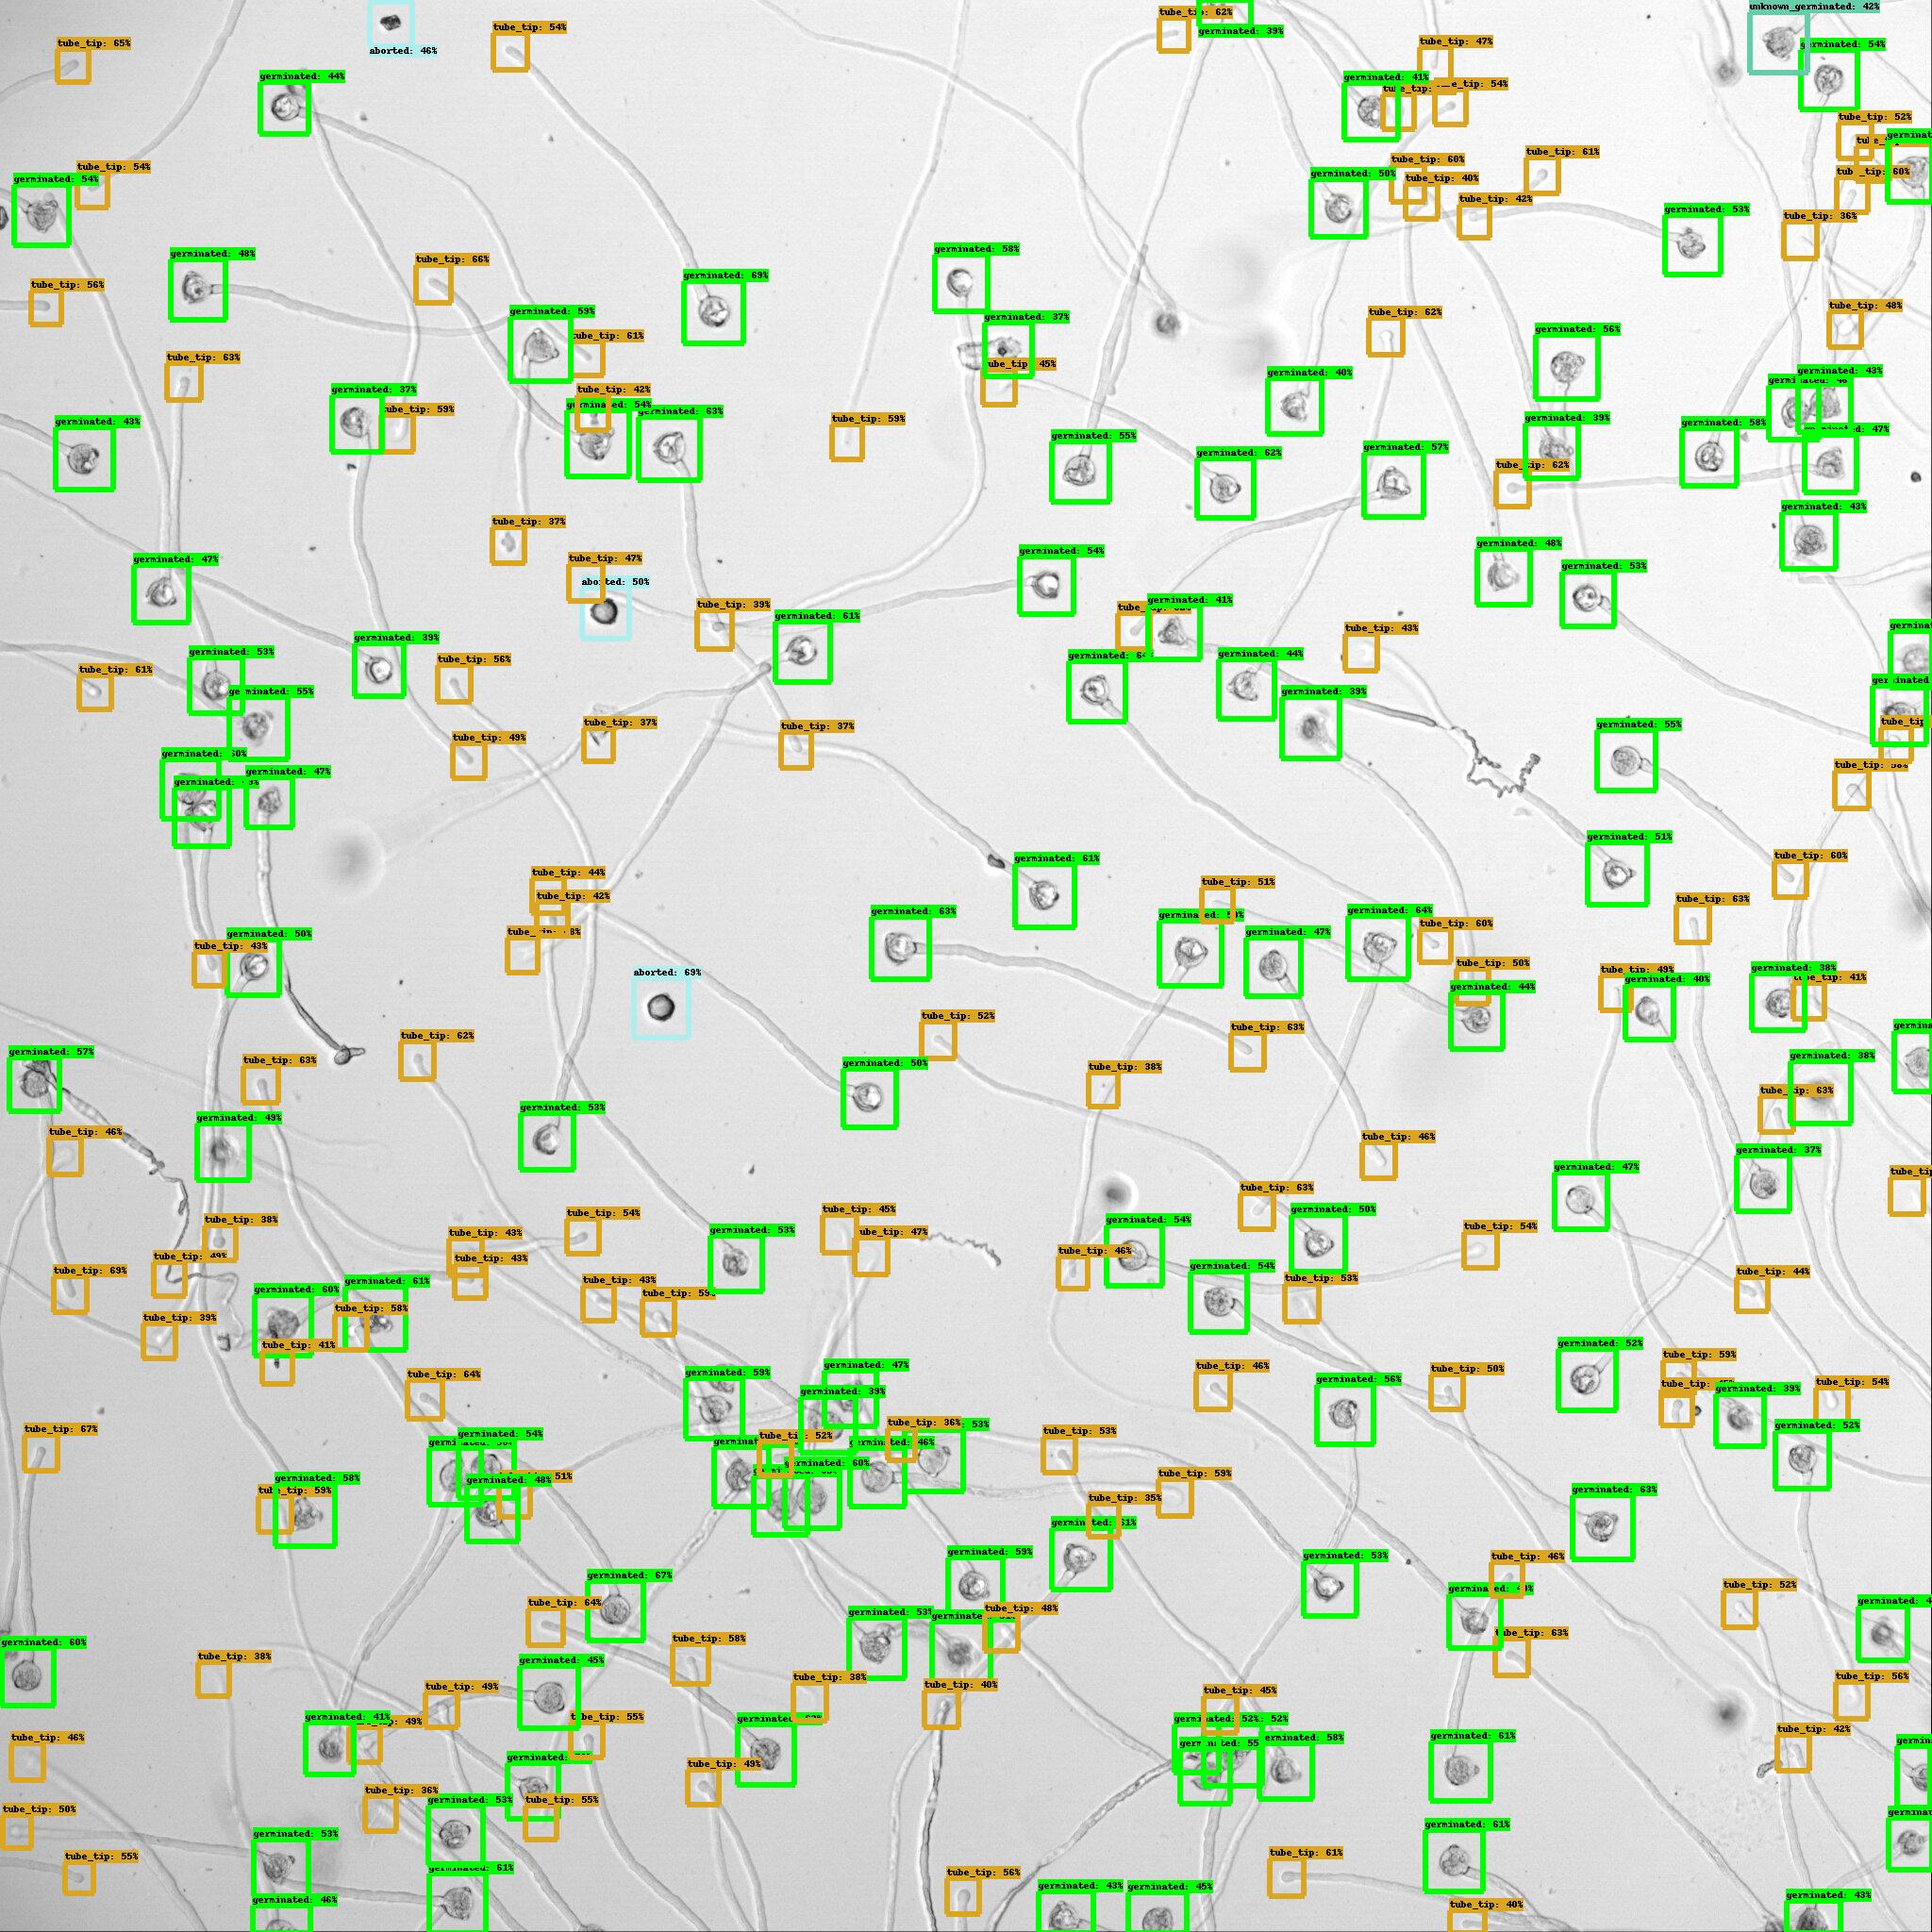 unknown_germinated: 42%
tube_tip: 62%
aborted: 46%
tube_tip: 54%
germinated: 39%
tube_tip: 65%
tube_tip: 47%
germinated: 54%
germinated: 44%
germinated: 41%
tube_tip: 52%
tube_tip: 60%
tube_tip: 61%
tube_tip: 54%
germinated: 54%
germinated: 50%
tube_tip: 40%
tube_tip: 42%
germinated: 53%
tube_tip: 36%
germinated: 48%
germinated: 58%
tube_tip: 66%
germinated: 69%
tube_tip: 56%
germinated: 59%
germinated: 37%
tube_tip: 62%
tube_tip: 48%
tube_tip: 61%
germinated: 56%
tube_tip: 63%
germinated: 40%
germinated: 43%
germinated: 37%
tube_tip: 42%
tube_tip: 59%
germinated: 63%
tube_tip: 59%
germinated: 39%
germinated: 43%
germinated: 58%
germinated: 55%
germinated: 62%
germinated: 57%
tube_tip: 62%
germinated: 43%
tube_tip: 37%
germinated: 54%
germinated: 48%
germinated: 47%
tube_tip: 47%
aborted: 50%
germinated: 53%
germinated: 41%
tube_tip: 39%
germinated: 61%
tube_tip: 43%
germinated: 39%
germinated: 53%
tube_tip: 56%
germinated: 44%
tube_tip: 61%
germinated: 55%
germinated: 39%
tube_tip: 37%
tube_tip: 37%
germinated: 55%
tube_tip: 49%
germinated: 47%
germinated: 51%
germinated: 61%
tube_tip: 60%
tube_tip: 44%
tube_tip: 51%
tube_tip: 42%
tube_tip: 63%
germinated: 63%
germinated: 64%
tube_tip: 60%
germinated: 47%
germinated: 50%
tube_tip: 43%
tube_tip: 50%
aborted: 69%
tube_tip: 49%
germinated: 38%
germinated: 40%
germinated: 44%
tube_tip: 52%
tube_tip: 63%
tube_tip: 62%
germinated: 57%
tube_tip: 63%
germinated: 50%
tube_tip: 38%
germinated: 38%
tube_tip: 63%
germinated: 53%
germinated: 49%
tube_tip: 46%
tube_tip: 46%
germinated: 37%
germinated: 47%
tube_tip: 63%
tube_tip: 45%
germinated: 50%
tube_tip: 54%
tube_tip: 38%
germinated: 54%
tube_tip: 54%
tube_tip: 43%
germinated: 53%
tube_tip: 47%
tube_tip: 46%
tube_tip: 43%
germinated: 54%
tube_tip: 69%
tube_tip: 44%
germinated: 61%
tube_tip: 43%
tube_tip: 53%
germinated: 60%
tube_tip: 58%
tube_tip: 39%
tube_tip: 41%
germinated: 52%
tube_tip: 59%
germinated: 47%
tube_tip: 46%
tube_tip: 64%
germinated: 59%
tube_tip: 50%
germinated: 56%
tube_tip: 54%
germinated: 39%
germinated: 39%
tube_tip: 36%
germinated: 52%
tube_tip: 67%
tube_tip: 53%
germinated: 54%
tube_tip: 52%
germinated: 60%
tube_tip: 59%
germinated: 58%
germinated: 48%
tube_tip: 59%
germinated: 63%
tube_tip: 35%
germinated: 59%
germinated: 53%
tube_tip: 46%
germinated: 67%
tube_tip: 52%
tube_tip: 64%
tube_tip: 48%
tube_tip: 63%
tube_tip: 58%
germinated: 60%
tube_tip: 38%
germinated: 45%
tube_tip: 38%
tube_tip: 56%
tube_tip: 40%
tube_tip: 49%
tube_tip: 45%
germinated: 41%
tube_tip: 55%
tube_tip: 42%
tube_tip: 46%
germinated: 58%
germinated: 61%
tube_tip: 49%
tube_tip: 36%
tube_tip: 55%
tube_tip: 50%
germinated: 53%
germinated: 61%
germinated: 53%
tube_tip: 61%
tube_tip: 55%
germinated: 61%
tube_tip: 56%
germinated: 43%
germinated: 45%
germinated: 43%
germinated: 46%
tube_tip: 40%